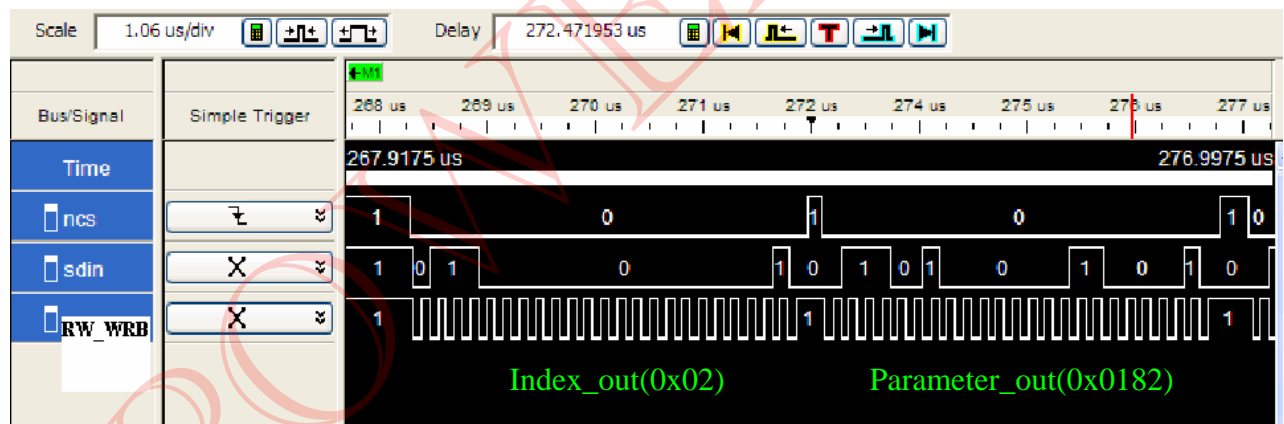 Scale 1.06 us/div Delay 272.471953 us T
M1
Bus/Signal Simple Trigger 268 us 269 us 270 us 271 us 272 us 274 us 275 us 276 us 277 us
Time 267.9175 us 276.9975 us
ncs 1 0 1 0 1 0
sdin X 1 0 1 0 1 0 1 0 1 0 1 0 1 0
RW_WRB X 1 1 1
Index_out(0x02) Parameter_out(0x0182)